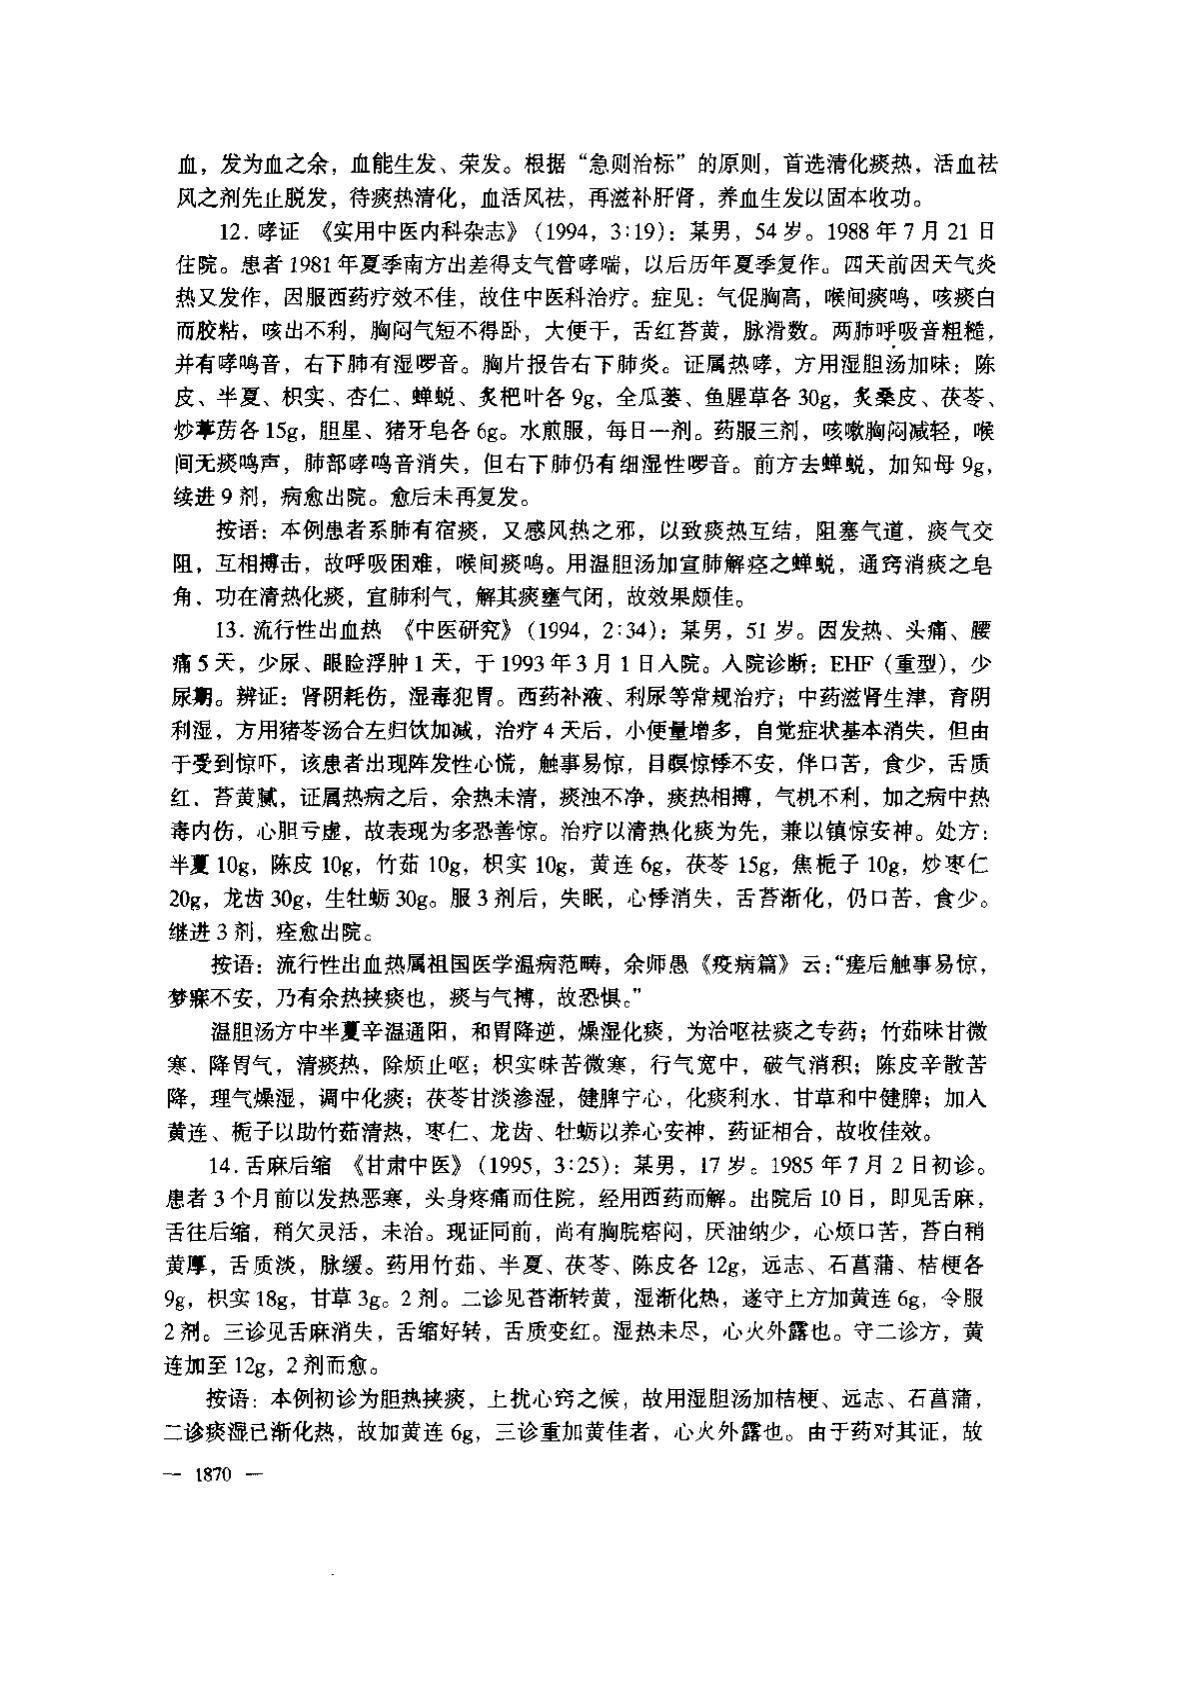 血，发为血之余，血能生发、荣发。根据“急则治标”的原则，首选清化痰热，活血祛
风之剂先止脱发，待痰热清化，血活风祛，再滋补肝肾，养血生发以固本收功。
12. 哮证 《实用中医内科杂志》（1994，3:19）：某男，54岁。1988年7月21日
住院。患者1981年夏季南方出差得支气管哮喘，以后历年夏季复作。四天前因天气炎
热又发作，因服西药疗效不佳，故住中医科治疗。症见：气促胸高，喉间痰鸣，咳痰白
而胶粘，咳出不利，胸闷气短不得卧，大便干，舌红苔黄，脉滑数。两肺呼吸音粗糙，
并有哮鸣音，右下肺有湿啰音。胸片报告右下肺炎。证属热哮，方用湿胆汤加味：陈
皮、半夏、枳实、杏仁、蝉蜕、炙杷叶各9g，全瓜蒌、鱼腥草各30g，炙桑皮、茯苓、
炒葶苈各15g，胆星、猪牙皂各6g。水煎服，每日一剂。药服三剂，咳嗽胸闷减轻，喉
间无痰鸣声，肺部哮鸣音消失，但右下肺仍有细湿性啰音。前方去蝉蜕，加知母9g，
续进9剂，病愈出院。愈后未再复发。
按语：本例患者系肺有宿痰，又感风热之邪，以致痰热互结，阻塞气道，痰气交
阻，互相搏击，故呼吸困难，喉间痰鸣。用温胆汤加宣肺解痉之蝉蜕，通窍消痰之皂
角，功在清热化痰，宣肺利气，解其痰壅气闭，故效果颇佳。
13. 流行性出血热 《中医研究》（1994，2:34）：某男，51岁。因发热、头痛、腰
痛5天，少尿、眼睑浮肿1天，于1993年3月1日入院。入院诊断：EHF（重型），少
尿期。辨证：肾阴耗伤，湿毒犯胃。西药补液、利尿等常规治疗；中药滋肾生津，育阴
利湿，方用猪苓汤合左归饮加减，治疗4天后，小便量增多，自觉症状基本消失，但由
于受到惊吓，该患者出现阵发性心慌，触事易惊，目瞑惊悸不安，伴口苦，食少，舌质
红，苔黄腻，证属热病之后，余热未清，痰浊不净，痰热相搏，气机不利，加之病中热
毒内伤，心胆亏虚，故表现为多恐善惊。治疗以清热化痰为先，兼以镇惊安神。处方：
半夏10g，陈皮10g，竹茹10g，枳实10g，黄连6g，茯苓15g，焦栀子10g，炒枣仁
20g，龙齿30g，生牡蛎30g。服3剂后，失眠，心悸消失，舌苔渐化，仍口苦，食少。
继进3剂，痊愈出院。
按语：流行性出血热属祖国医学温病范畴，余师愚《疫病篇》云：“瘥后触事易惊，
梦寐不安，乃有余热挟痰也，痰与气搏，故恐惧。”
温胆汤方中半夏辛温通阳，和胃降逆，燥湿化痰，为治呕祛痰之专药；竹茹味甘微
寒，降胃气，清痰热，除烦止呕；枳实味苦微寒，行气宽中，破气消积；陈皮辛散苦
降，理气燥湿，调中化痰；茯苓甘淡渗湿，健脾宁心，化痰利水，甘草和中健脾；加入
黄连、栀子以助竹茹清热，枣仁、龙齿、牡蛎以养心安神，药证相合，故收佳效。
14. 舌麻后缩 《甘肃中医》（1995，3:25）：某男，17岁。1985年7月2日初诊。
患者3个月前以发热恶寒，头身疼痛而住院，经用西药而解。出院后10日，即见舌麻，
舌往后缩，稍欠灵活，未治。现证同前，尚有胸脘痞闷，厌油纳少，心烦口苦，苔白稍
黄厚，舌质淡，脉缓。药用竹茹、半夏、茯苓、陈皮各12g，远志、石菖蒲、桔梗各
9g，枳实18g，甘草3g。2剂。二诊见苔渐转黄，湿渐化热，遂守上方加黄连6g，令服
2剂。三诊见舌麻消失，舌缩好转，舌质变红。湿热未尽，心火外露也。守二诊方，黄
连加至12g，2剂而愈。
按语：本例初诊为胆热挟痰，上扰心窍之候，故用湿胆汤加桔梗、远志、石菖蒲，
二诊痰湿已渐化热，故加黄连6g，三诊重加黄佳者，心火外露也。由于药对其证，故
— 1870 —